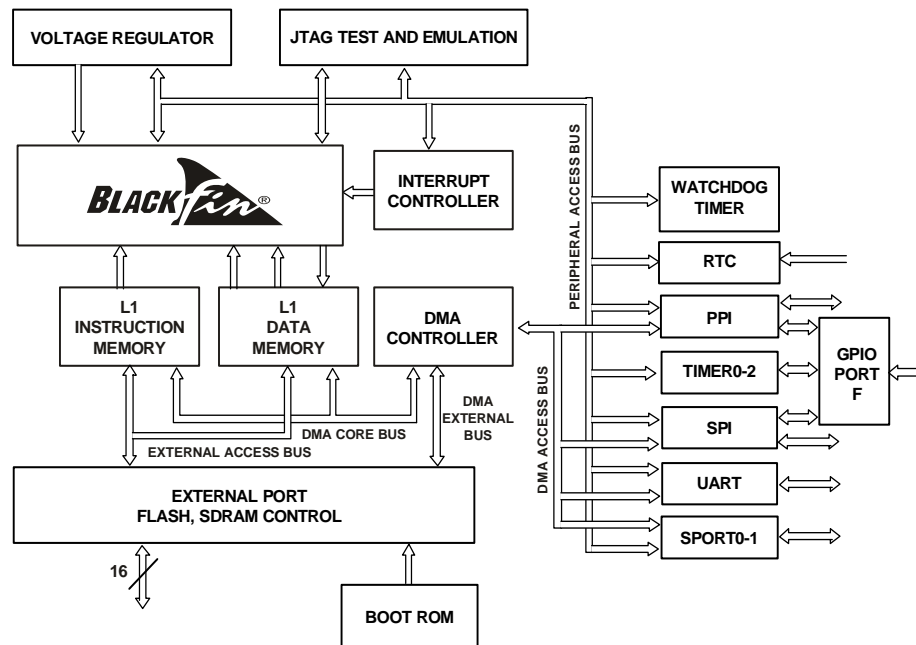 VOLTAGE REGULATOR
JTAG TEST AND EMULATION
BLACKfin®
INTERRUPT
CONTROLLER
PERIPHERAL ACCESS BUS
WATCHDOG
TIMER
RTC
L1
INSTRUCTION
MEMORY
L1
DATA
MEMORY
DMA
CONTROLLER
PPI
GPIO
PORT
F
TIMER0-2
DMA
EXTERNAL
BUS
DMA CORE BUS
EXTERNAL ACCESS BUS
DMA ACCESS BUS
SPI
UART
SPORT0-1
EXTERNAL PORT
FLASH, SDRAM CONTROL
16
BOOT ROM